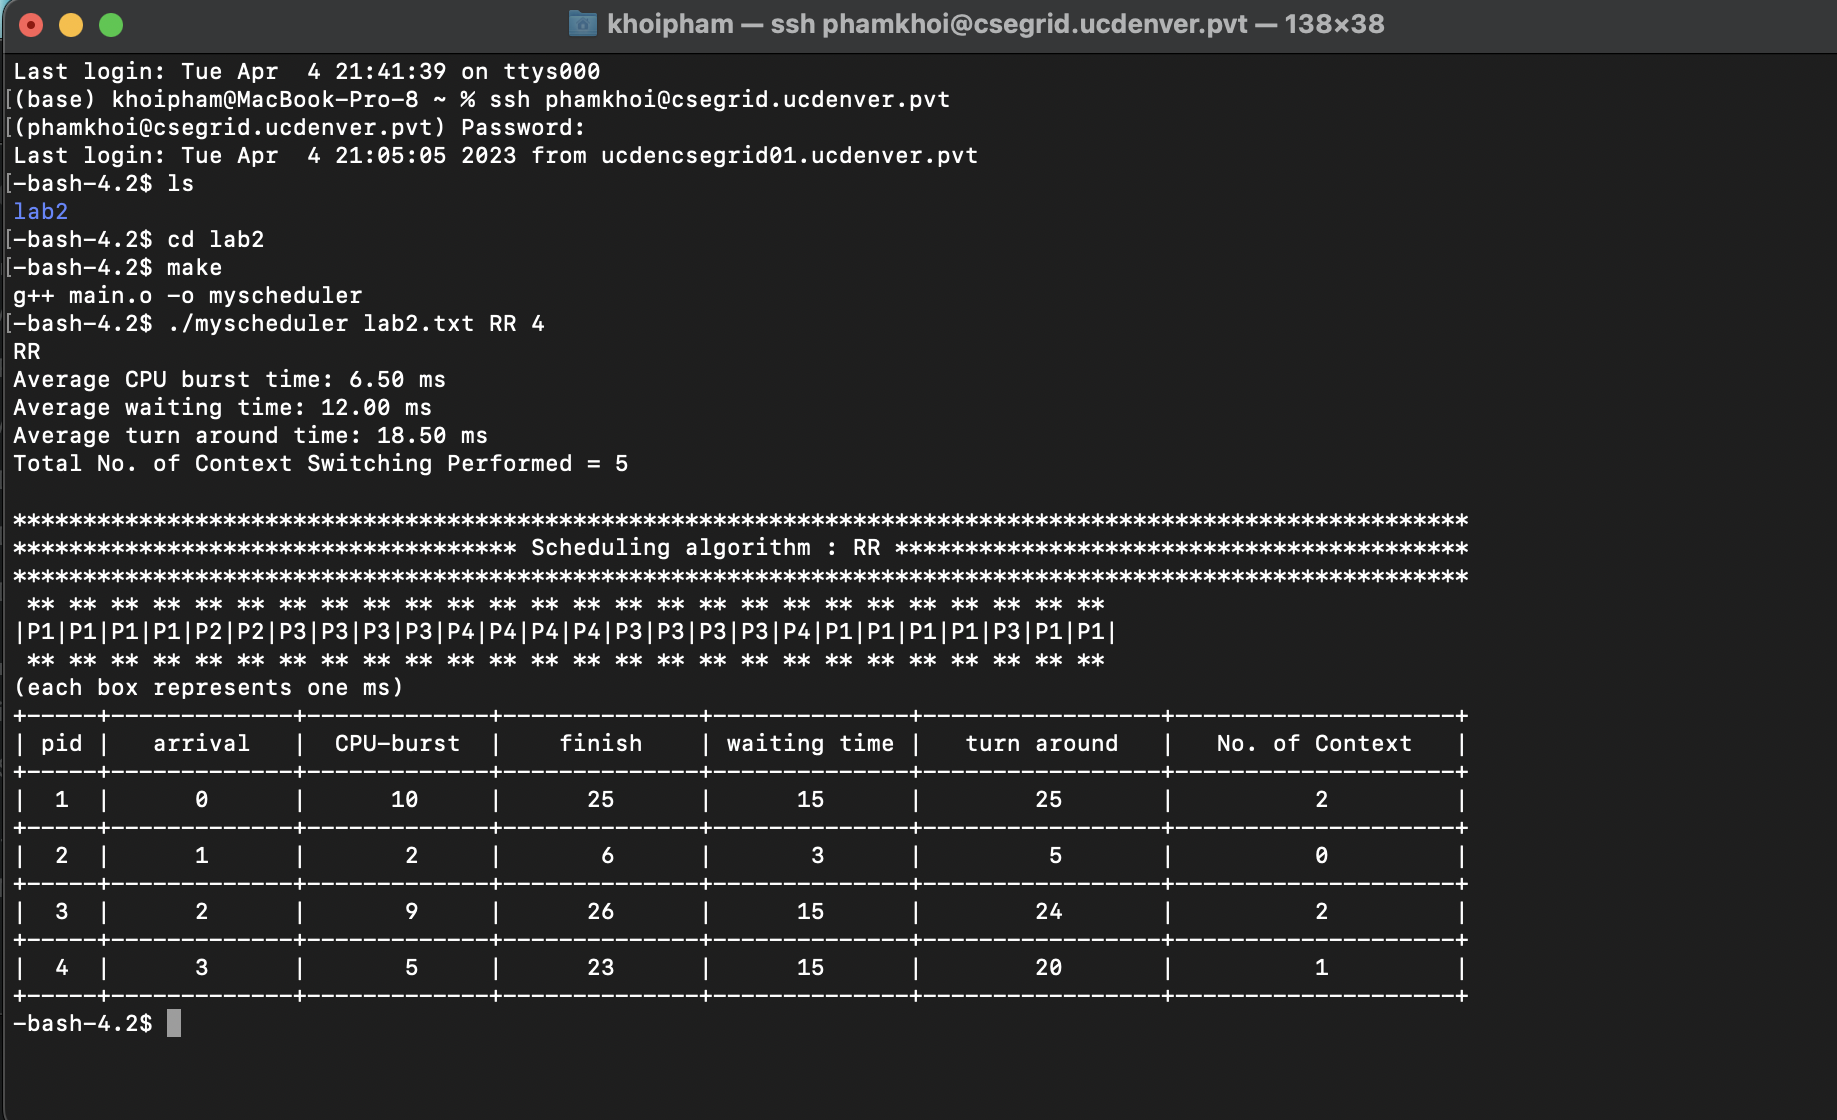 khoipham — ssh phamkhoi@csegrid.ucdenver.pvt — 138×38
Last login: Tue Apr  4 21:41:39 on ttys000
[(base) khoipham@MacBook-Pro-8 ~ % ssh phamkhoi@csegrid.ucdenver.pvt
[(phamkhoi@csegrid.ucdenver.pvt) Password:
Last login: Tue Apr  4 21:05:05 2023 from ucdencsegrid01.ucdenver.pvt
[-bash-4.2$ ls
lab2
[-bash-4.2$ cd lab2
[-bash-4.2$ make
g++ main.o -o myscheduler
[-bash-4.2$ ./myscheduler lab2.txt RR 4
RR
Average CPU burst time: 6.50 ms
Average waiting time: 12.00 ms
Average turn around time: 18.50 ms
Total No. of Context Switching Performed = 5
********************************************************************************************************
************************************ Scheduling algorithm : RR *****************************************
********************************************************************************************************
 ** ** ** ** ** ** ** ** ** ** ** ** ** ** ** ** ** ** ** ** ** ** ** ** ** **
|P1|P1|P1|P1|P2|P2|P3|P3|P3|P3|P4|P4|P4|P4|P3|P3|P3|P3|P4|P1|P1|P1|P1|P3|P1|P1|
 ** ** ** ** ** ** ** ** ** ** ** ** ** ** ** ** ** ** ** ** ** ** ** ** ** **
(each box represents one ms)
+-----+-------------+-------------+--------------+--------------+-----------------+--------------------+
| pid |   arrival   |  CPU-burst  |    finish    | waiting time |   turn around   |   No. of Context   |
+-----+-------------+-------------+--------------+--------------+-----------------+--------------------+
|  1  |      0      |      10     |      25      |      15      |        25       |          2         |
+-----+-------------+-------------+--------------+--------------+-----------------+--------------------+
|  2  |      1      |       2     |       6      |       3      |         5       |          0         |
+-----+-------------+-------------+--------------+--------------+-----------------+--------------------+
|  3  |      2      |       9     |      26      |      15      |        24       |          2         |
+-----+-------------+-------------+--------------+--------------+-----------------+--------------------+
|  4  |      3      |       5     |      23      |      15      |        20       |          1         |
+-----+-------------+-------------+--------------+--------------+-----------------+--------------------+
-bash-4.2$